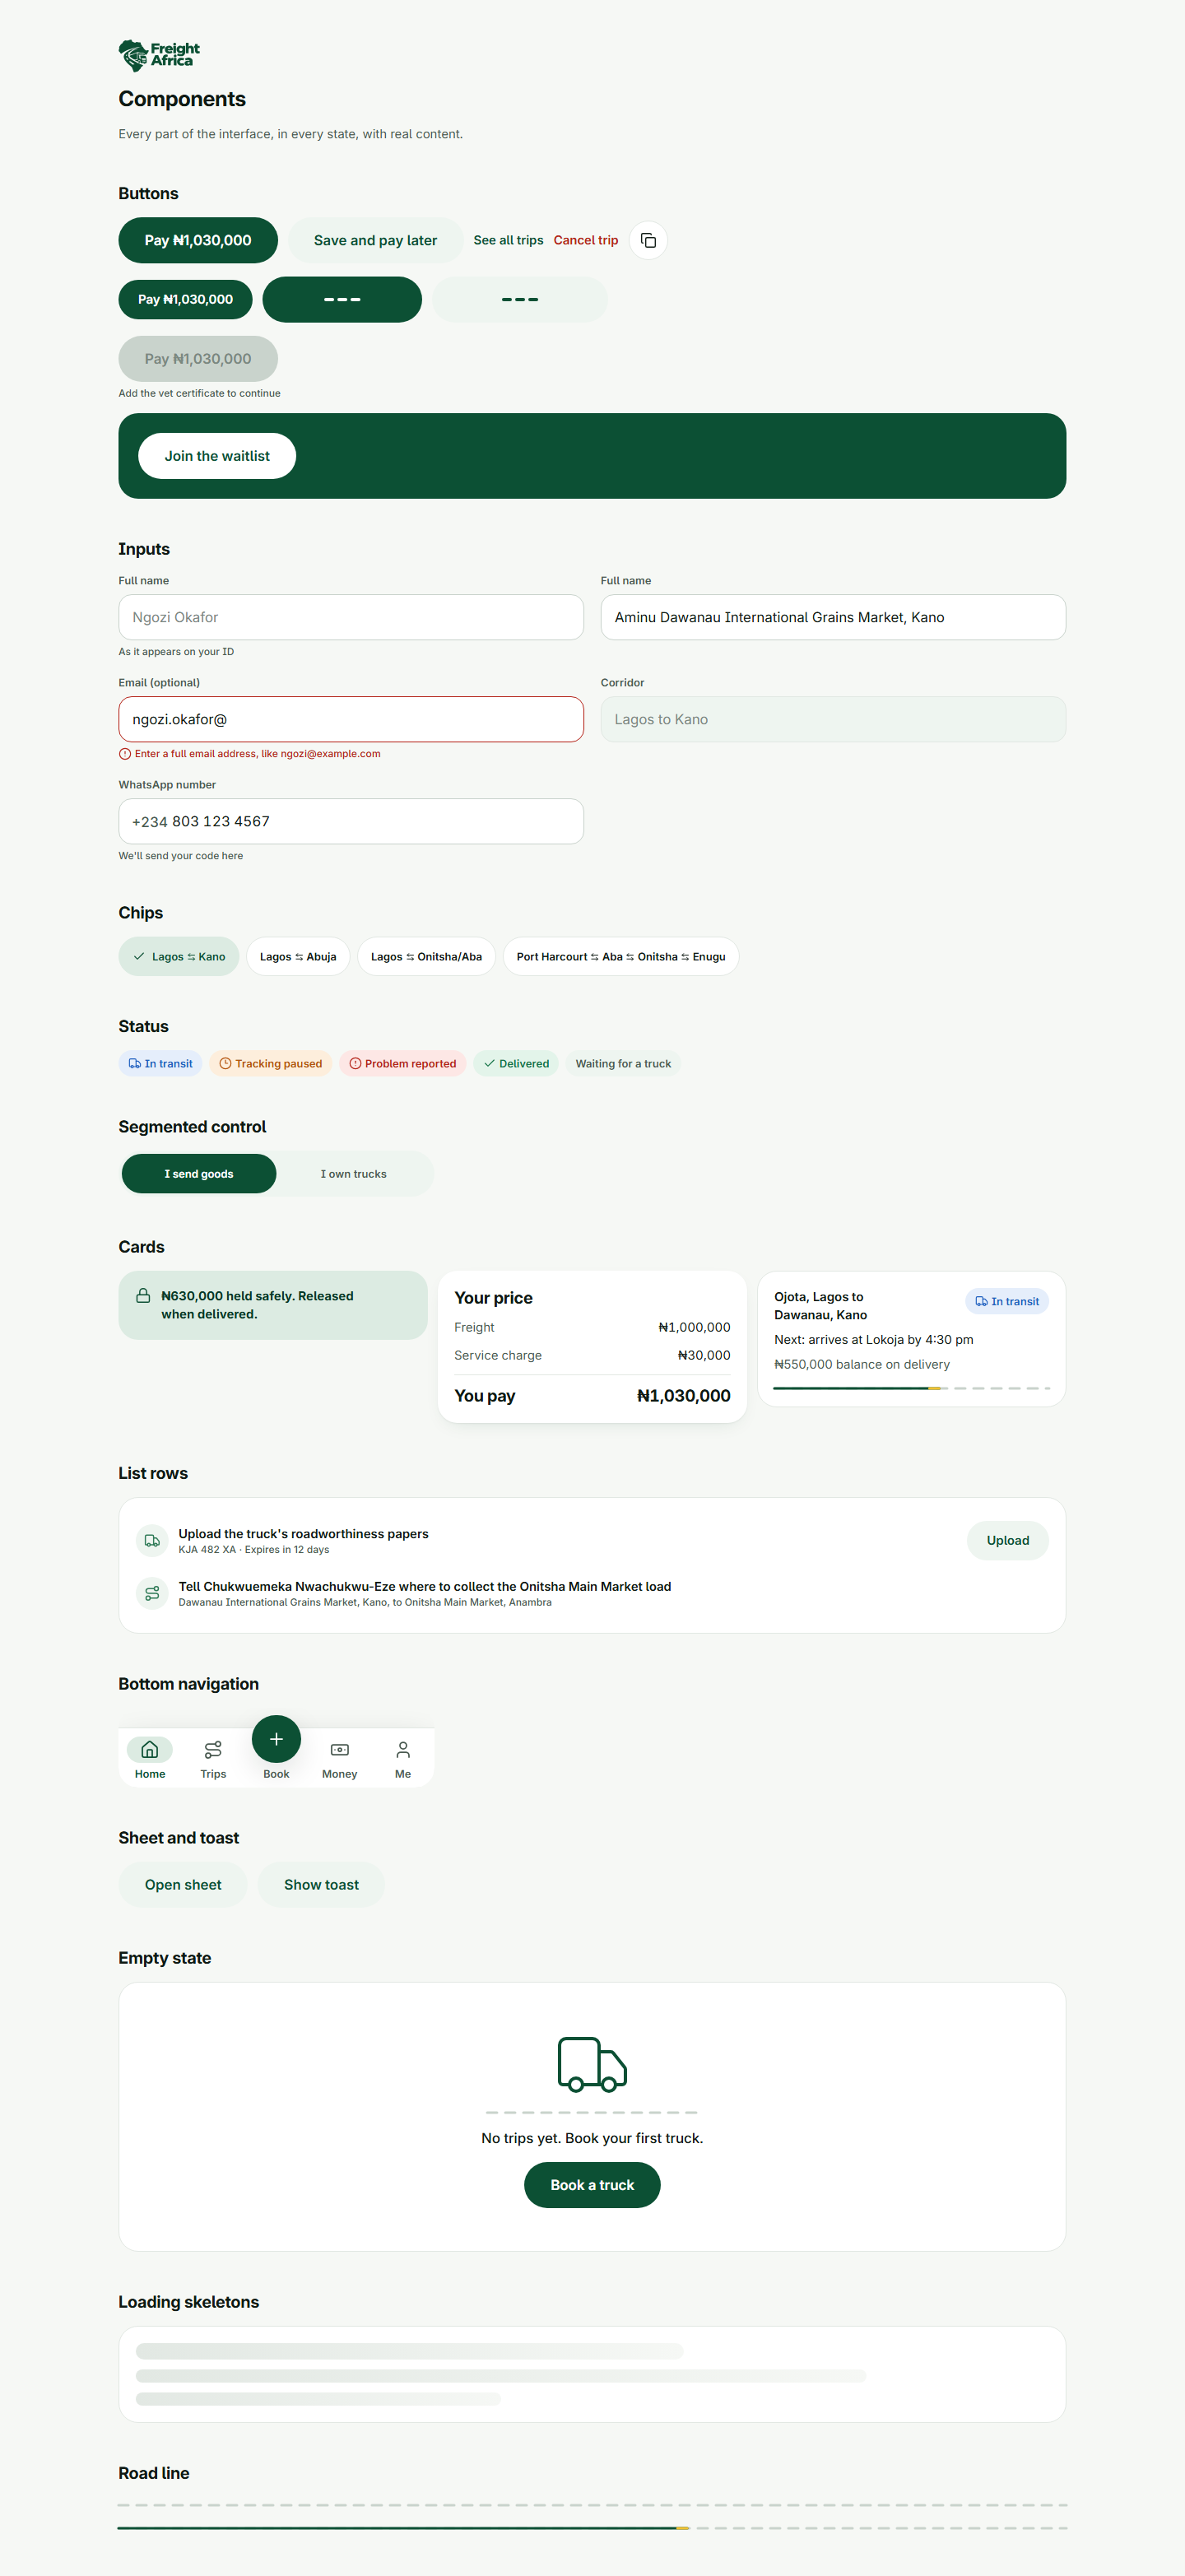 Freight
Africa
Components
Every part of the interface, in every state, with real content.
Buttons
Pay ₦1,030,000
Save and pay later
See all trips
Cancel trip
Pay ₦1,030,000
Pay ₦1,030,000
Add the vet certificate to continue
Join the waitlist
Inputs
Full name
Full name
Ngozi Okafor
Aminu Dawanau International Grains Market, Kano
As it appears on your ID
Email (optional)
Corridor
ngozi.okafor@
Lagos to Kano
Enter a full email address, like ngozi@example.com
WhatsApp number
+234 803 123 4567
We'll send your code here
Chips
Lagos ⇆ Kano
Lagos ⇆ Abuja
Lagos ⇆ Onitsha/Aba
Port Harcourt ⇆ Aba ⇆ Onitsha ⇆ Enugu
Status
In transit
Tracking paused
Problem reported
Delivered
Waiting for a truck
Segmented control
I send goods
I own trucks
Cards
₦630,000 held safely. Released
when delivered.
Your price
Freight ₦1,000,000
Service charge ₦30,000
You pay ₦1,030,000
Ojota, Lagos to
Dawanau, Kano
In transit
Next: arrives at Lokoja by 4:30 pm
₦550,000 balance on delivery
List rows
Upload the truck's roadworthiness papers
KJA 482 XA · Expires in 12 days
Upload
Tell Chukwuemeka Nwachukwu-Eze where to collect the Onitsha Main Market load
Dawanau International Grains Market, Kano, to Onitsha Main Market, Anambra
Bottom navigation
Home
Trips
Book
Money
Me
Sheet and toast
Open sheet
Show toast
Empty state
No trips yet. Book your first truck.
Book a truck
Loading skeletons
Road line